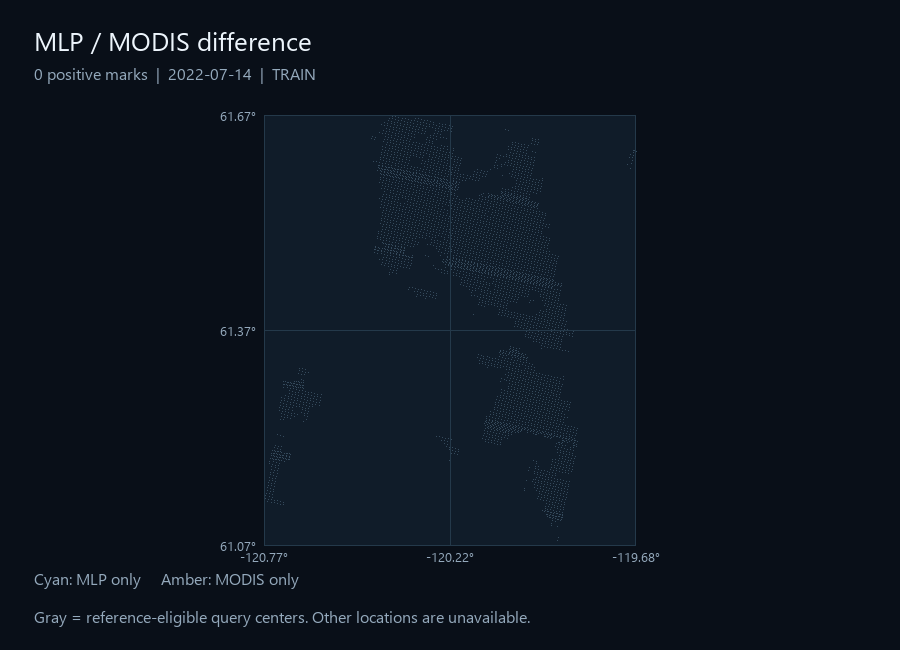 MLP / MODIS difference
0 positive marks | 2022-07-14 | TRAIN
61.67°
61.37°
61.07°
-120.77° -120.22° -119.68°
Cyan: MLP only Amber: MODIS only
Gray = reference-eligible query centers. Other locations are unavailable.